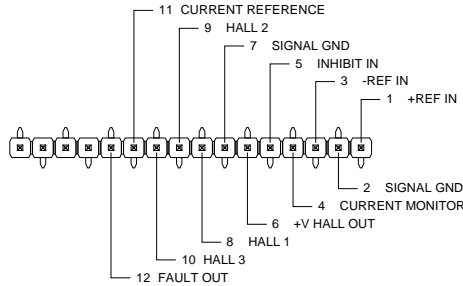 11 CURRENT REFERENCE
9 HALL 2
7 SIGNAL GND
5 INHIBIT IN
3 -REF IN
1 +REF IN
2 SIGNAL GND
4 CURRENT MONITOR
6 +V HALL OUT
8 HALL 1
10 HALL 3
12 FAULT OUT